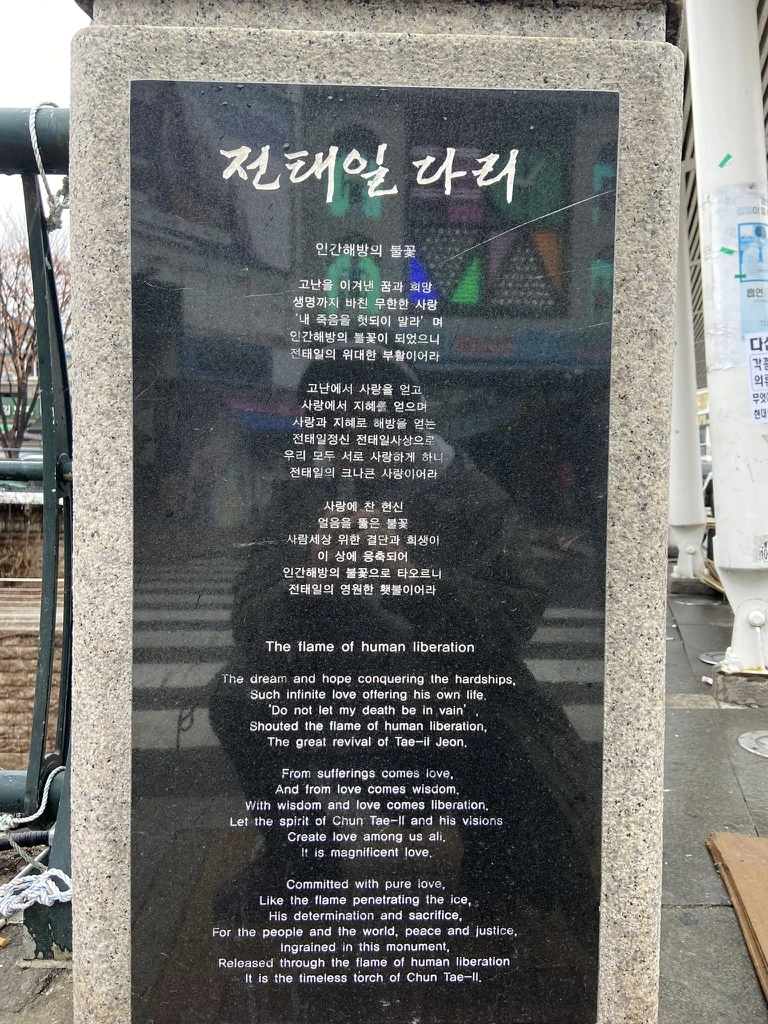 전태일 다리
인간해방의 불꽃
고난을 이겨낸 꿈과 희망
생명까지 바친 무한한 사랑
'내 죽음을 헛되이 말라' 며
인간해방의 불꽃이 되었으니
전태일의 위대한 부활이어라
고난에서 사랑을 얻고
사랑에서 지혜를 얻으며
사랑과 지혜로 해방을 얻는
전태일정신 전태일사상으로
우리 모두 서로 사랑하게 하니
전태일의 크나큰 사랑이어라
사랑에 찬 헌신
얼음을 뚫은 불꽃
사람세상 위한 결단과 희생이
이 상에 응축되어
인간해방의 불꽃으로 타오르니
전태일의 영원한 횃불이어라
The flame of human liberation
The dream and hope conquering the hardships,
Such infinite love offering his own life.
'Do not let my death be in vain' ,
Shouted the flame of human liberation,
The great revival of Tae-il Jeon.
From sufferings comes love,
And from love comes wisdom.
With wisdom and love comes liberation.
Let the spirit of Chun Tae-Il and his visions
Create love among us all.
It is magnificent love.
Committed with pure love,
Like the flame penetrating the ice,
His determination and sacrifice,
For the people and the world, peace and justice,
Ingrained in this monument,
Released through the flame of human liberation
It is the timeless torch of Chun Tae-Il.